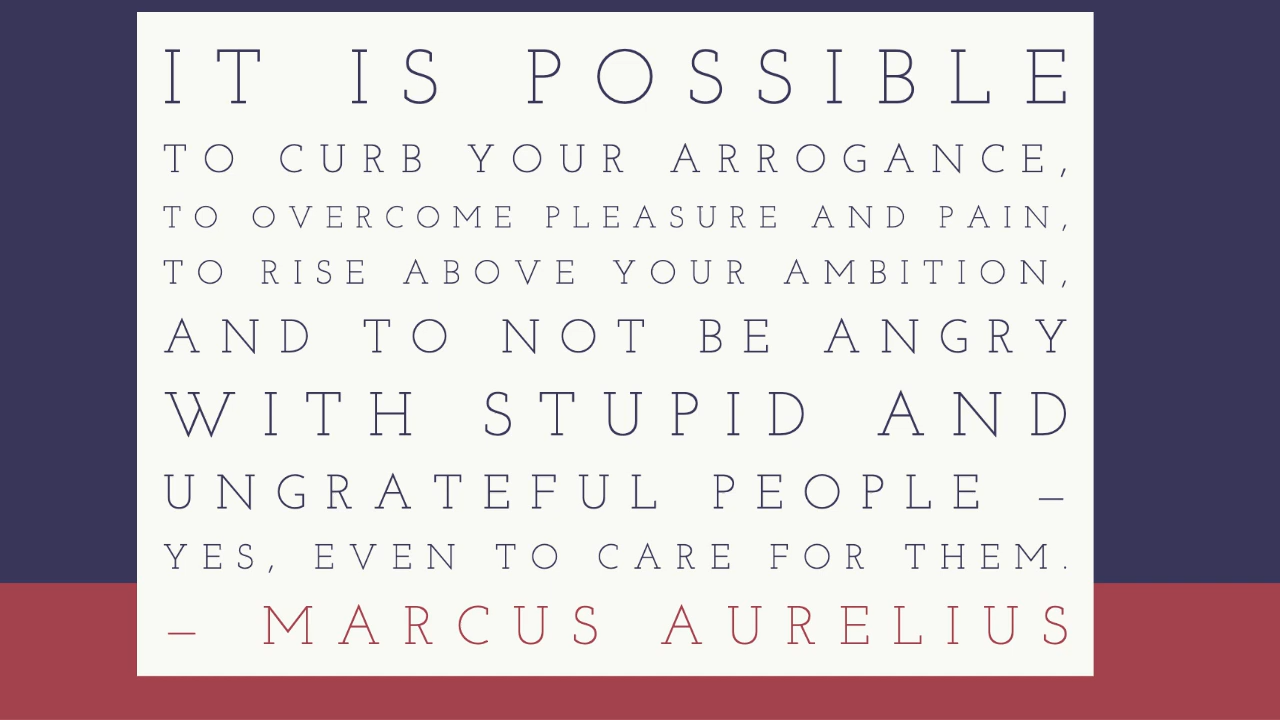 IT IS POSSIBLE
TO CURB YOUR ARROGANCE,
TO OVERCOME PLEASURE AND PAIN,
TO RISE ABOVE YOUR AMBITION,
AND TO NOT BE ANGRY
WITH STUPID AND
UNGRATEFUL PEOPLE –
YES, EVEN TO CARE FOR THEM.
– MARCUS AURELIUS